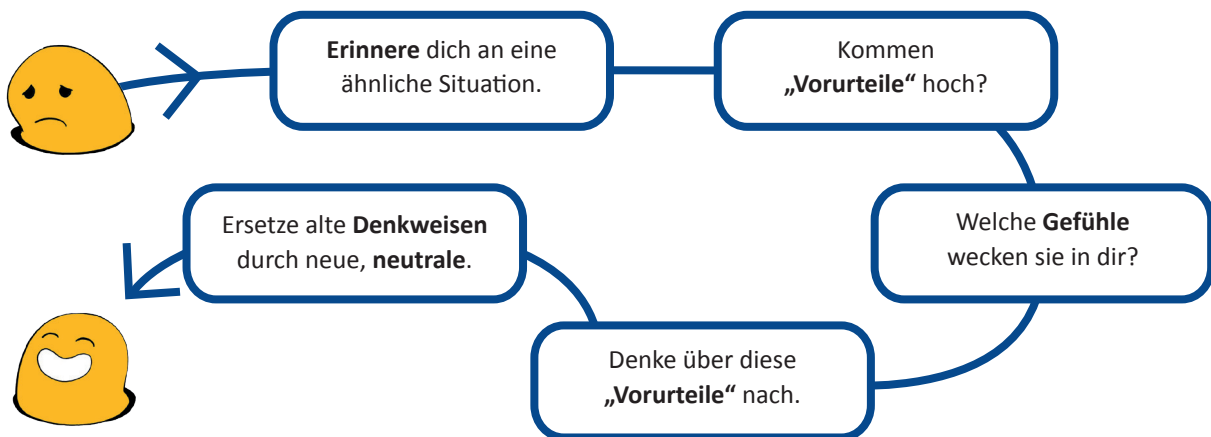 Erinnere dich an eine
ähnliche Situation.
Kommen
„Vorurteile“ hoch?
Welche Gefühle
wecken sie in dir?
Denke über diese
„Vorurteile“ nach.
Ersetze alte Denkweisen
durch neue, neutrale.